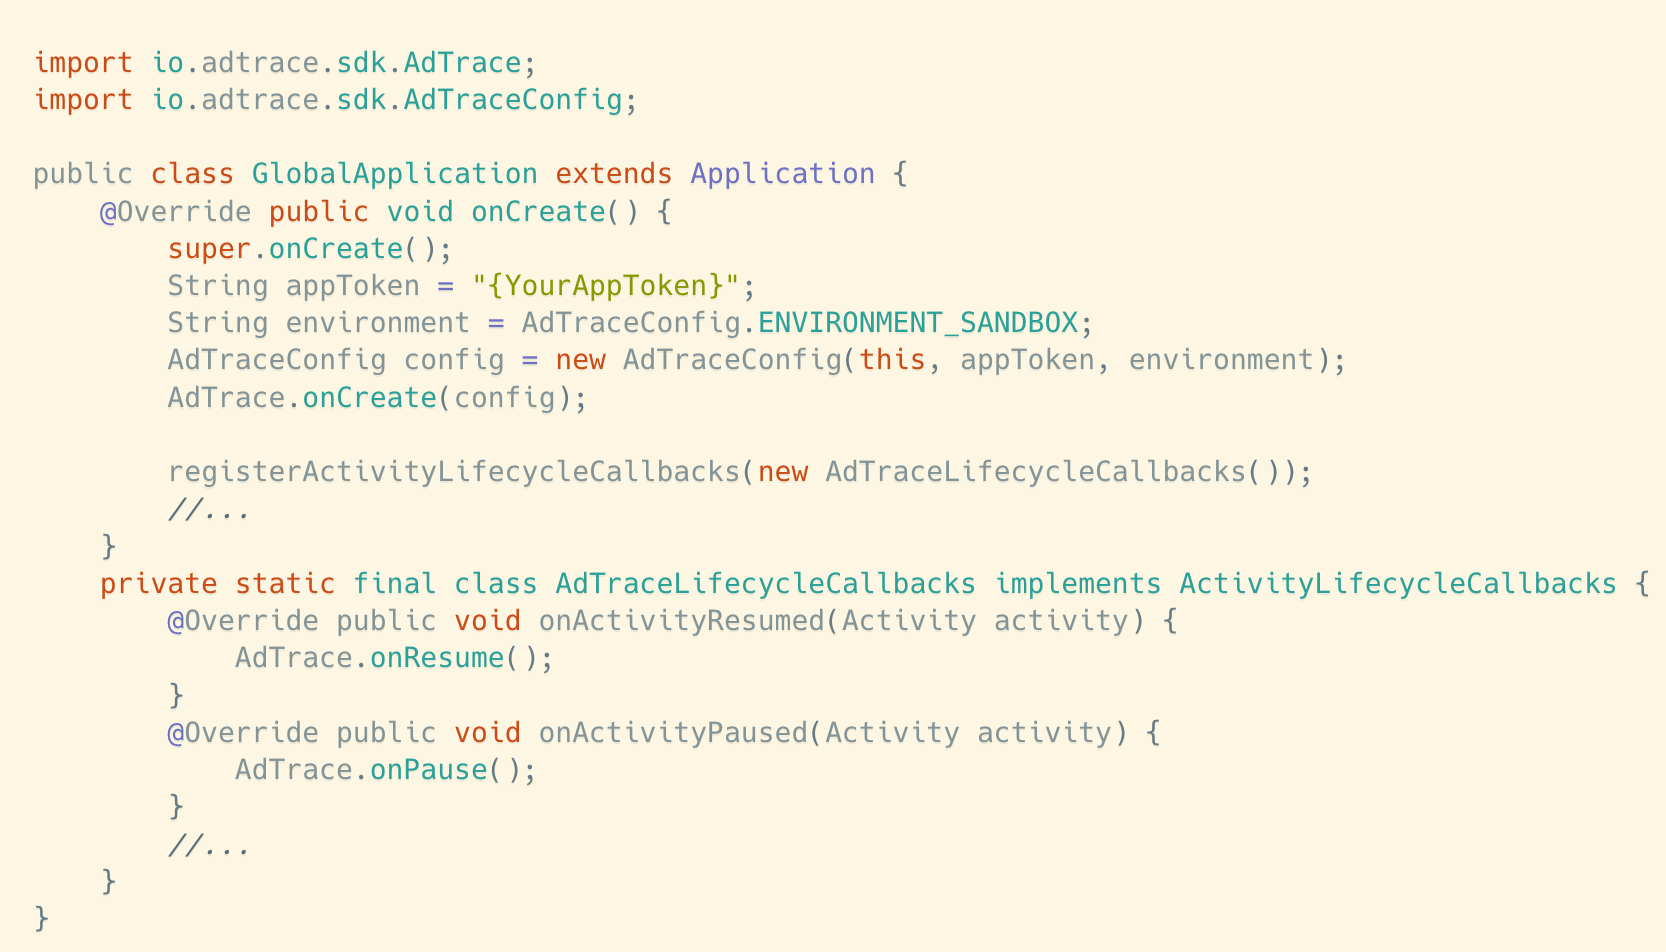 import io.adtrace.sdk.AdTrace;
import io.adtrace.sdk.AdTraceConfig;

public class GlobalApplication extends Application {
    @Override public void onCreate() {
        super.onCreate();
        String appToken = "{YourAppToken}";
        String environment = AdTraceConfig.ENVIRONMENT_SANDBOX;
        AdTraceConfig config = new AdTraceConfig(this, appToken, environment);
        AdTrace.onCreate(config);

        registerActivityLifecycleCallbacks(new AdTraceLifecycleCallbacks());
        //...
    }
    private static final class AdTraceLifecycleCallbacks implements ActivityLifecycleCallbacks {
        @Override public void onActivityResumed(Activity activity) {
            AdTrace.onResume();
        }
        @Override public void onActivityPaused(Activity activity) {
            AdTrace.onPause();
        }
        //...
    }
}